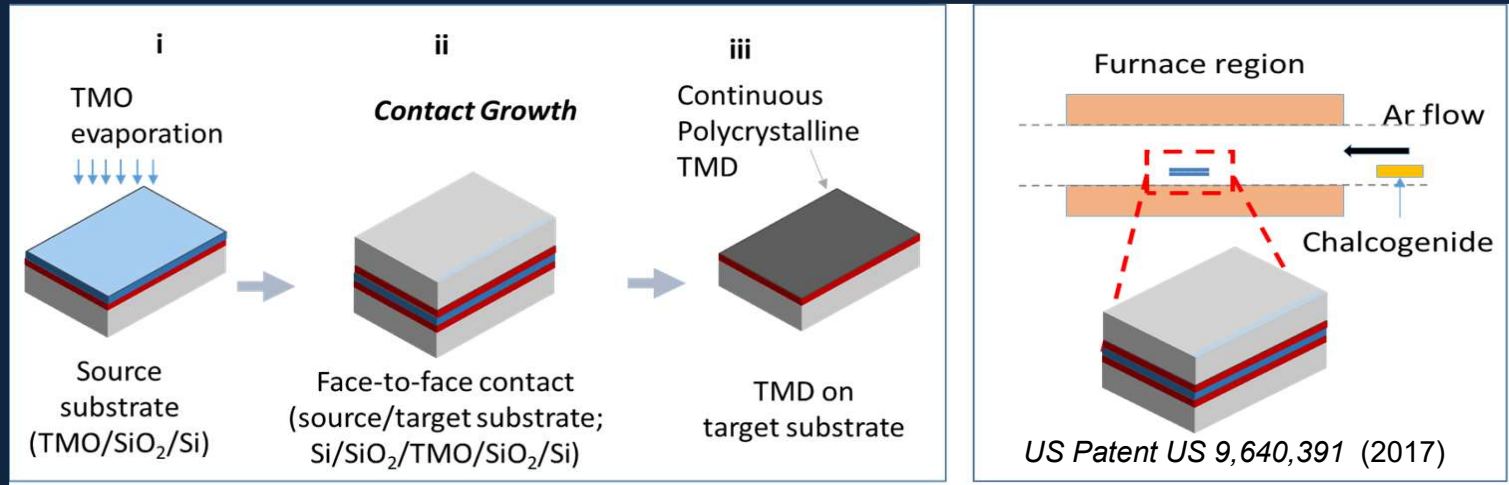 i
TMO
evaporation
Source
substrate
(TMO/SiO₂/Si)
ii
Contact Growth
Face-to-face contact
(source/target substrate;
Si/SiO₂/TMO/SiO₂/Si)
iii
Continuous
Polycrystalline
TMD
TMD on
target substrate
Furnace region
Ar flow
Chalcogenide
US Patent US 9,640,391 (2017)